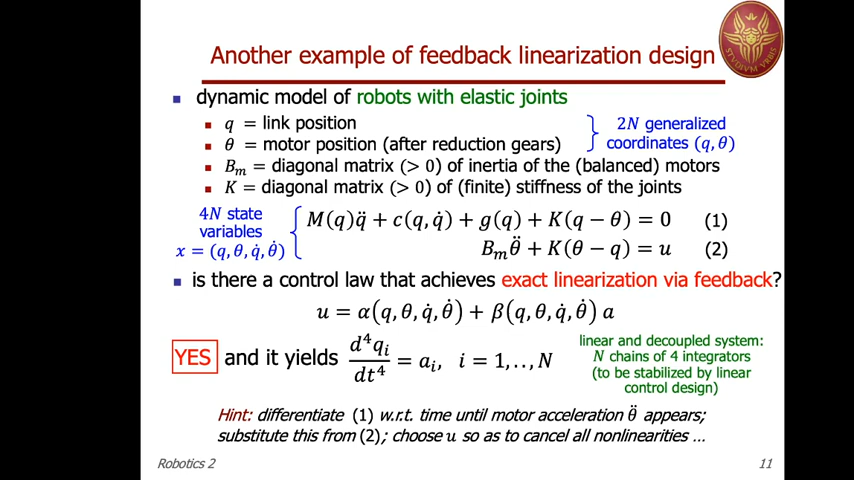 Another example of feedback linearization design
STVDIVM VRBIS
▪ dynamic model of robots with elastic joints
▪ q = link position
▪ θ = motor position (after reduction gears)
2N generalized
coordinates (q, θ)
▪ B_m = diagonal matrix (> 0) of inertia of the (balanced) motors
▪ K = diagonal matrix (> 0) of (finite) stiffness of the joints
4N state
variables
x = (q, θ, q̇, θ̇)
M(q)q̈ + c(q, q̇) + g(q) + K(q − θ) = 0 (1)
B_m θ̈ + K(θ − q) = u (2)
▪ is there a control law that achieves exact linearization via feedback?
u = α(q, θ, q̇, θ̇) + β(q, θ, q̇, θ̇) a
YES and it yields d⁴q_i/dt⁴ = a_i, i = 1, . . , N
linear and decoupled system:
N chains of 4 integrators
(to be stabilized by linear
control design)
Hint: differentiate (1) w.r.t. time until motor acceleration θ̈ appears;
substitute this from (2); choose u so as to cancel all nonlinearities ...
Robotics 2
11